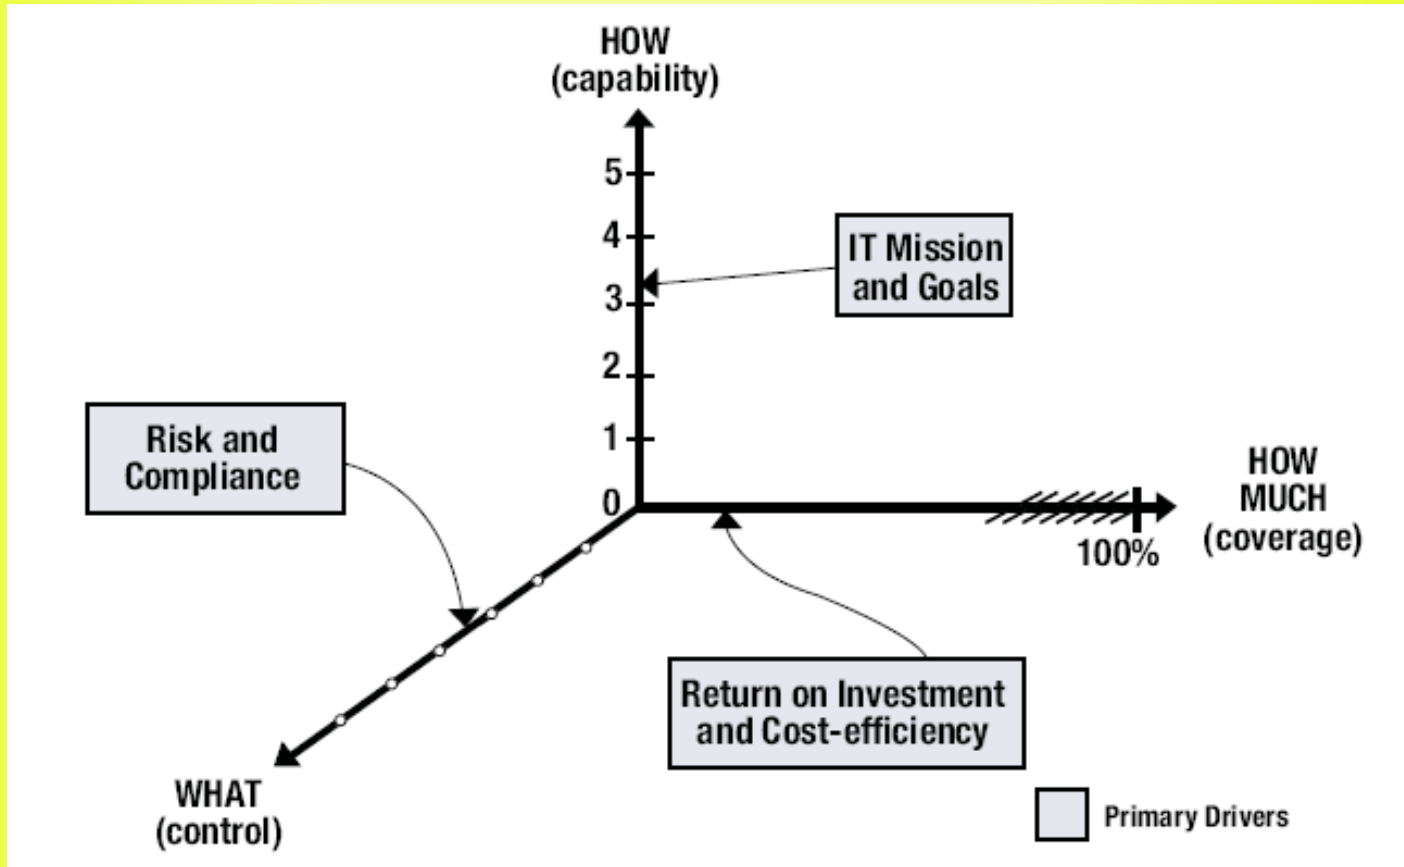 HOW
(capability)
5
4
3
2
1
0
IT Mission
and Goals
Risk and
Compliance
HOW
MUCH
(coverage)
100%
Return on Investment
and Cost-efficiency
WHAT
(control)
Primary Drivers